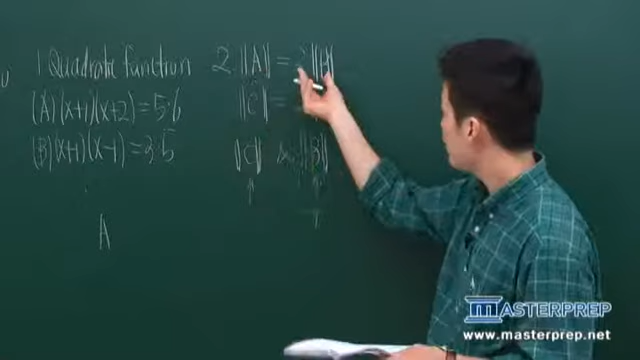 1 Quadratic function
(A) (x+1)(x+2) = 5·6
(B) (x+1)(x-1) = 3·5
A
2. ||A|| =
||C|| =
||C|| ||B||
MASTERPREP
www.masterprep.net